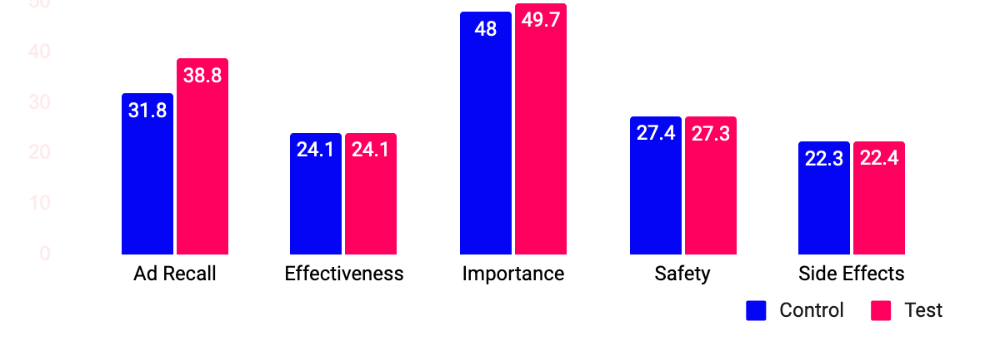 50
48
49.7
40
38.8
31.8
30
27.4
27.3
24.1
24.1
22.3
22.4
20
10
0
Ad Recall
Effectiveness
Importance
Safety
Side Effects
Control
Test